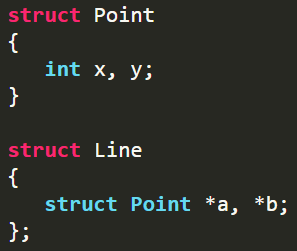 struct Point
{
   int x, y;
}

struct Line
{
   struct Point *a, *b;
};